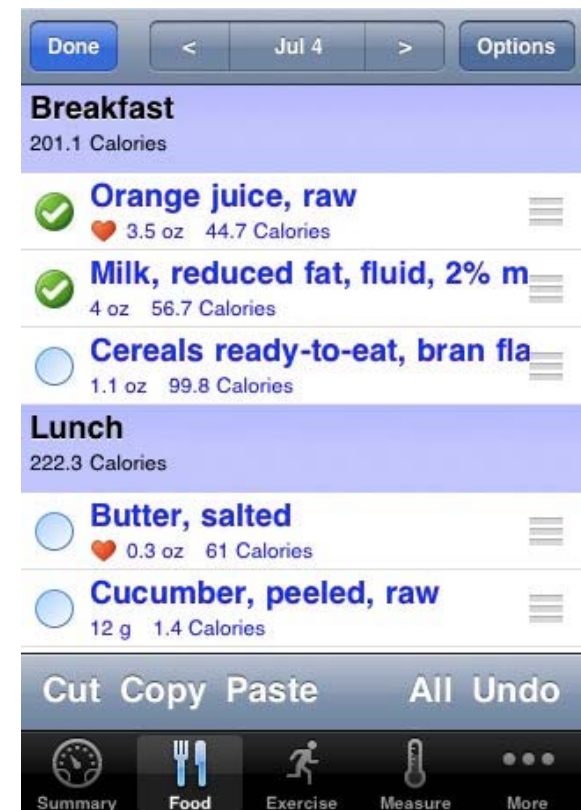 Done < Jul 4 > Options
Breakfast
201.1 Calories
Orange juice, raw
3.5 oz 44.7 Calories
Milk, reduced fat, fluid, 2% m
4 oz 56.7 Calories
Cereals ready-to-eat, bran fla
1.1 oz 99.8 Calories
Lunch
222.3 Calories
Butter, salted
0.3 oz 61 Calories
Cucumber, peeled, raw
12 g 1.4 Calories
Cut Copy Paste All Undo
Summary Food Exercise Measure More